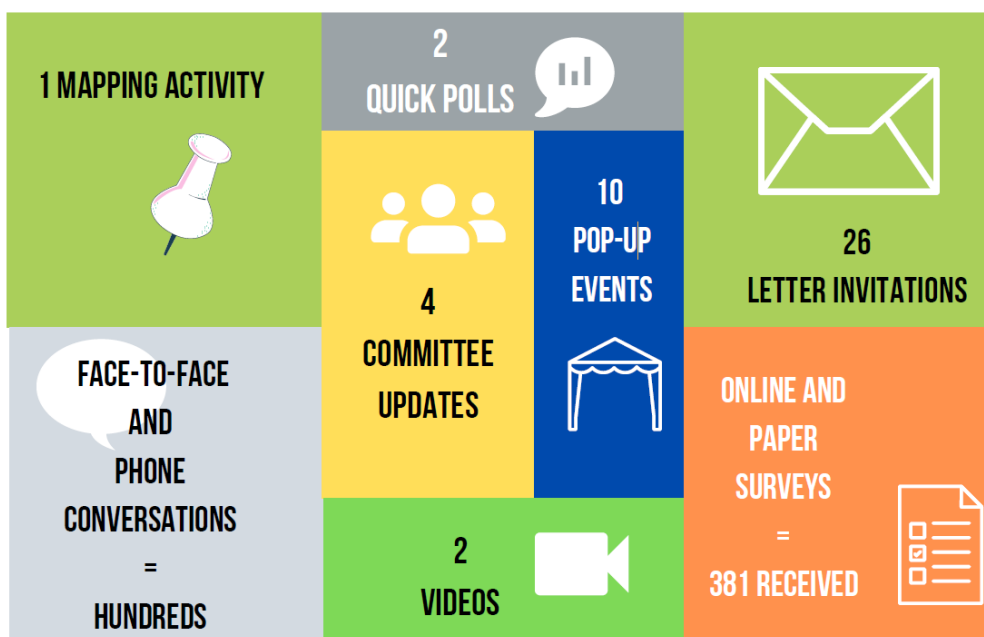 1 MAPPING ACTIVITY
2
QUICK POLLS
26
LETTER INVITATIONS
4
COMMITTEE
UPDATES
10
POP-UP
EVENTS
FACE-TO-FACE
AND
PHONE
CONVERSATIONS
=
HUNDREDS
2
VIDEOS
ONLINE AND
PAPER
SURVEYS
=
381 RECEIVED